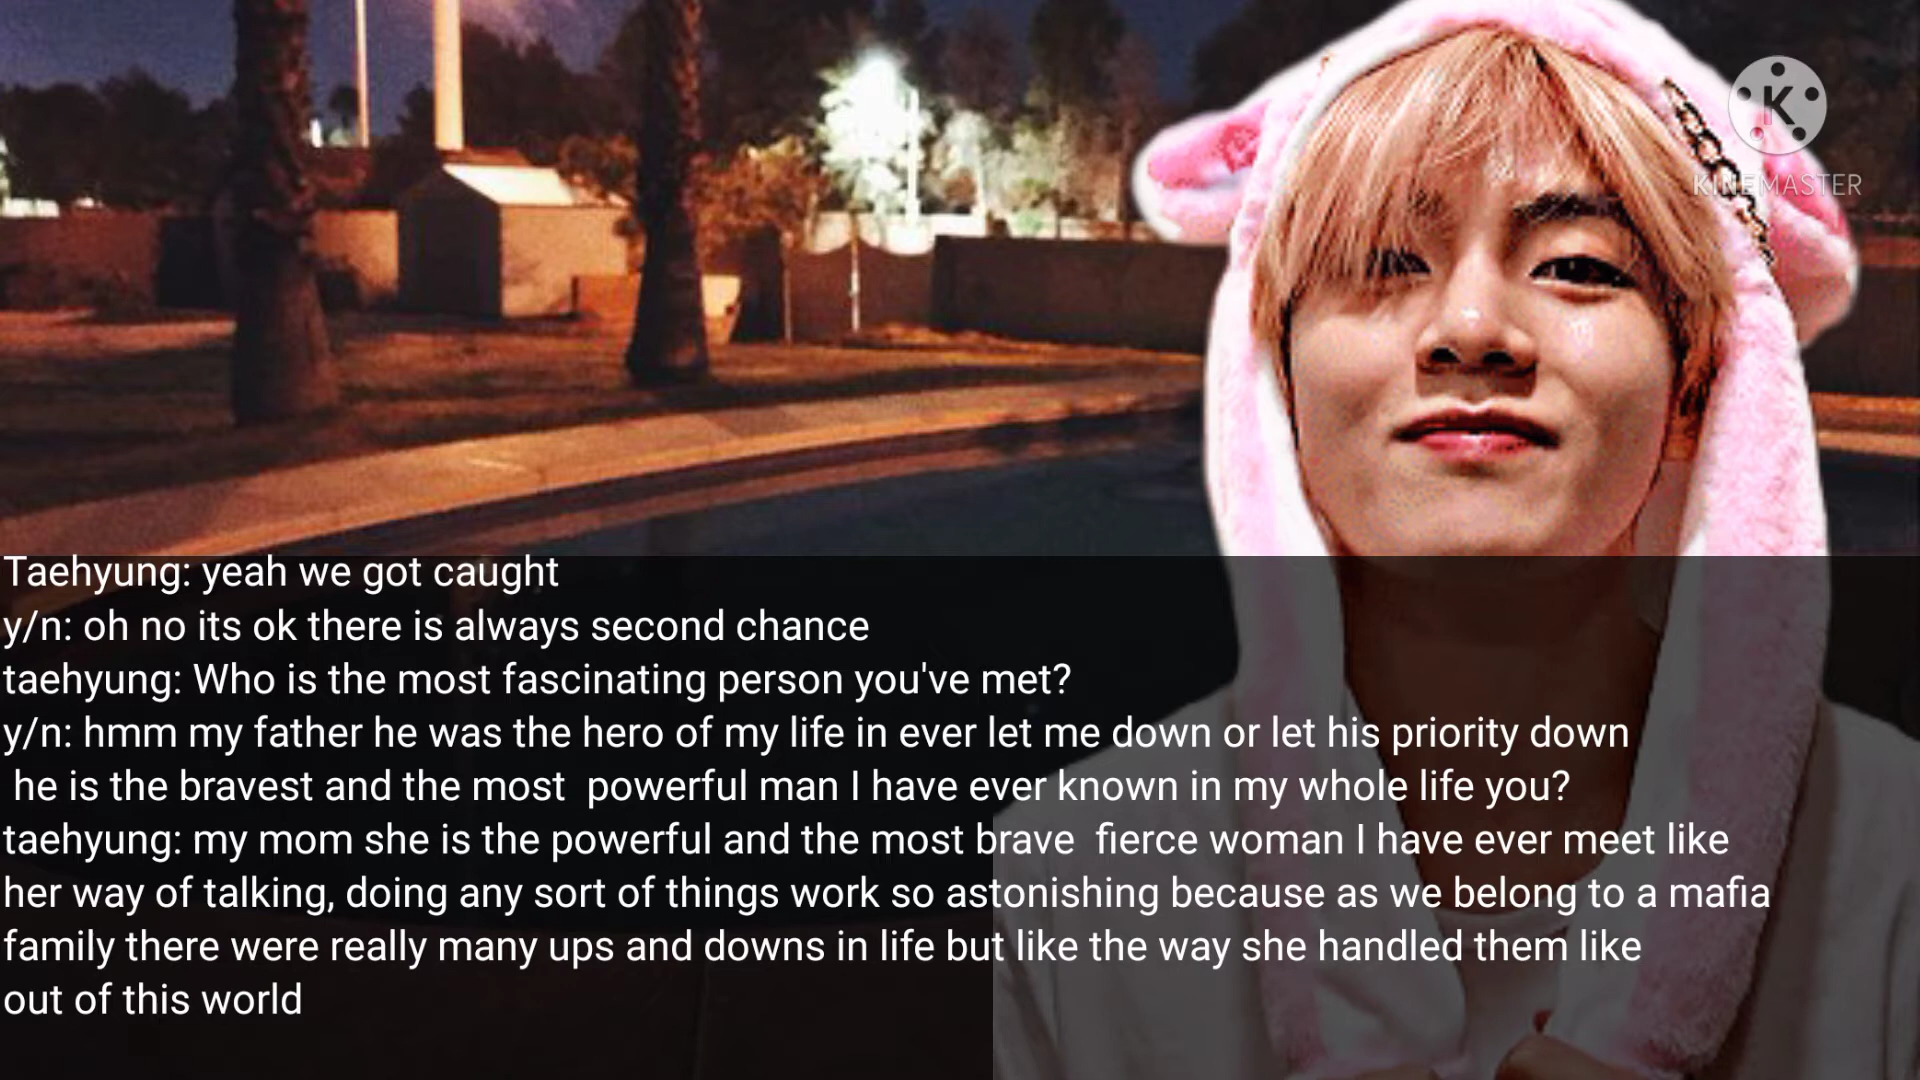 K
KINEMASTER
Taehyung: yeah we got caught
y/n: oh no its ok there is always second chance
taehyung: Who is the most fascinating person you've met?
y/n: hmm my father he was the hero of my life in ever let me down or let his priority down
he is the bravest and the most  powerful man I have ever known in my whole life you?
taehyung: my mom she is the powerful and the most brave  fierce woman I have ever meet like
her way of talking, doing any sort of things work so astonishing because as we belong to a mafia
family there were really many ups and downs in life but like the way she handled them like
out of this world